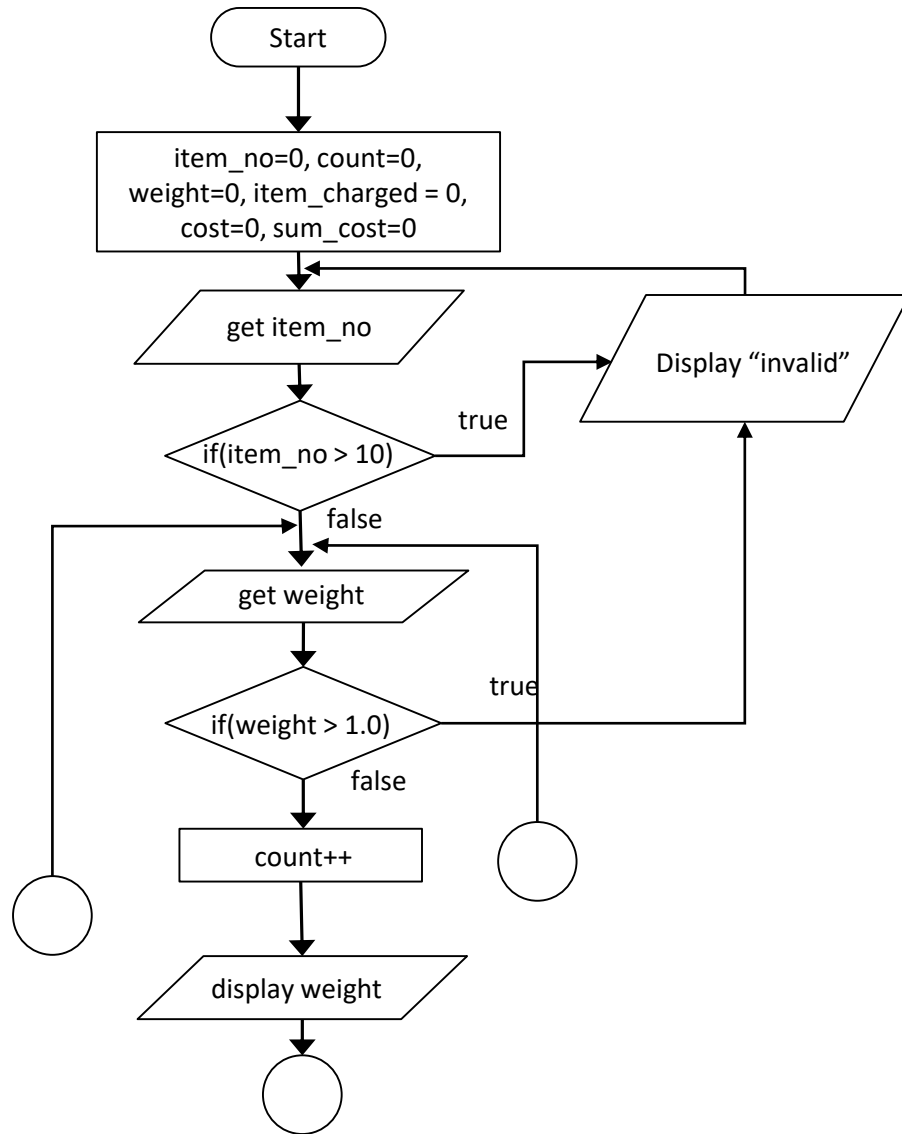 Start
item_no=0, count=0,
weight=0, item_charged = 0,
cost=0, sum_cost=0
get item_no
Display “invalid”
true
if(item_no > 10)
false
get weight
true
if(weight > 1.0)
false
count++
display weight